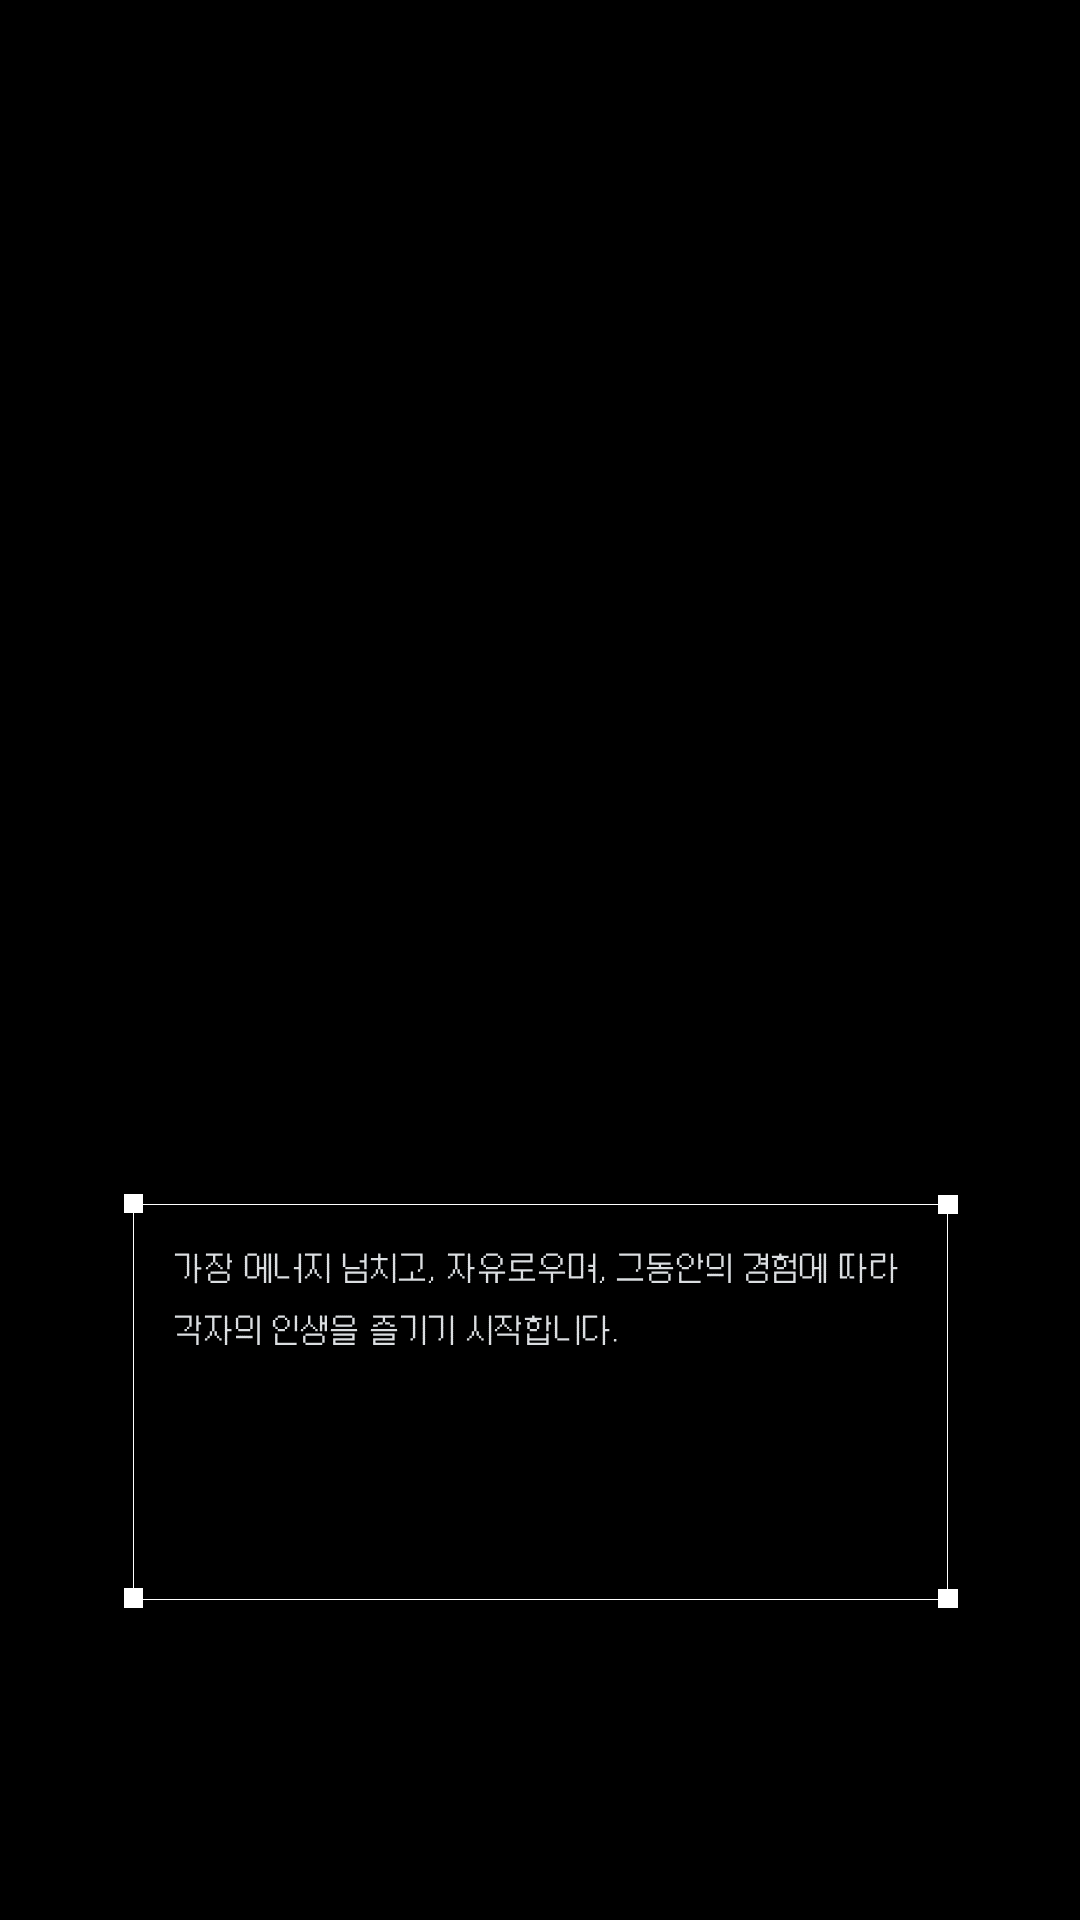 가장 에너지 넘치고, 자유로우며, 그동안의 경험에 따라
각자의 인생을 즐기기 시작합니다.